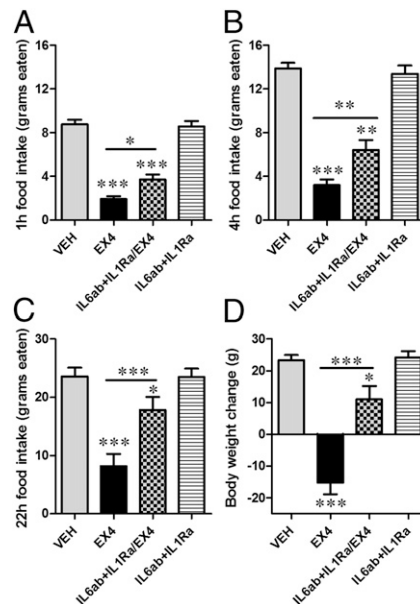 A
1h food intake (grams eaten)
16
12
8
4
0
*
***
***
VEH
EX4
IL6ab+IL1Ra/EX4
IL6ab+IL1Ra
B
4h food intake (grams eaten)
16
12
8
4
0
**
**
***
VEH
EX4
IL6ab+IL1Ra/EX4
IL6ab+IL1Ra
C
22h food intake (grams eaten)
30
20
10
0
***
*
***
VEH
EX4
IL6ab+IL1Ra/EX4
IL6ab+IL1Ra
D
Body weight change (g)
30
20
10
0
-10
-20
***
*
***
VEH
EX4
IL6ab+IL1Ra/EX4
IL6ab+IL1Ra